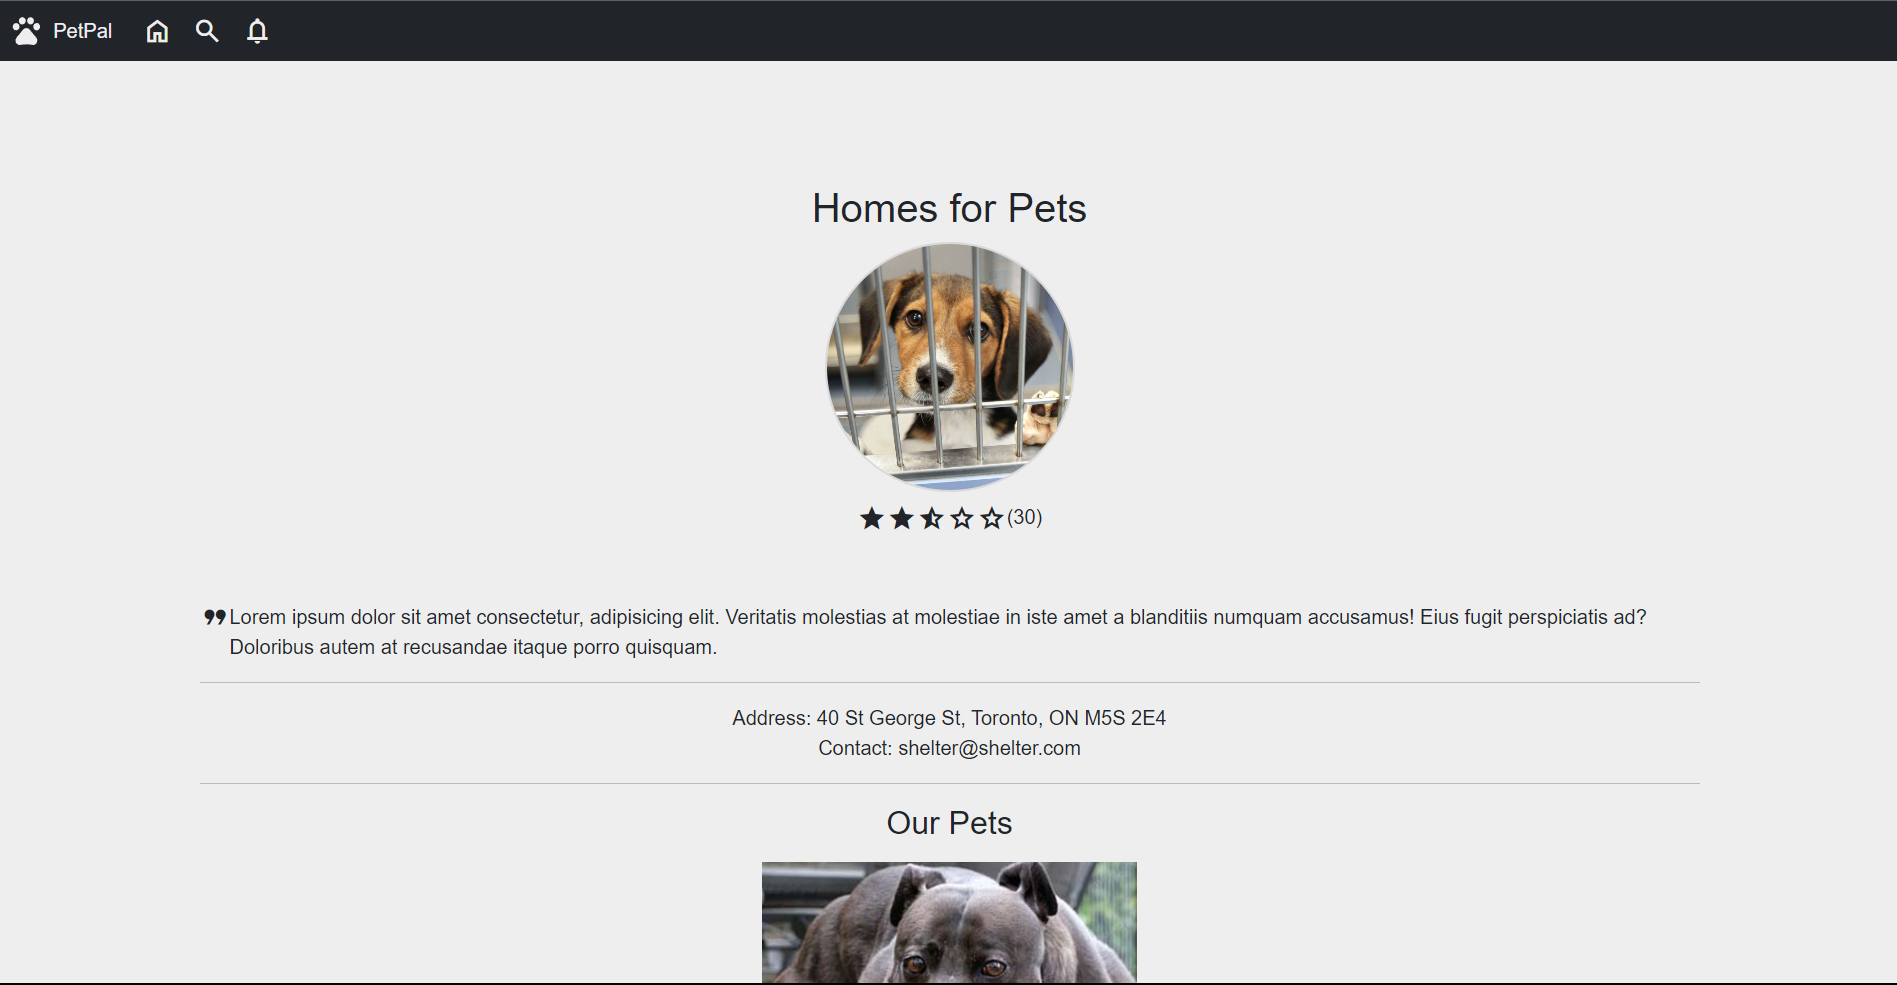 PetPal
Homes for Pets
(30)
Lorem ipsum dolor sit amet consectetur, adipisicing elit. Veritatis molestias at molestiae in iste amet a blanditiis numquam accusamus! Eius fugit perspiciatis ad?
Doloribus autem at recusandae itaque porro quisquam.
Address: 40 St George St, Toronto, ON M5S 2E4
Contact: shelter@shelter.com
Our Pets